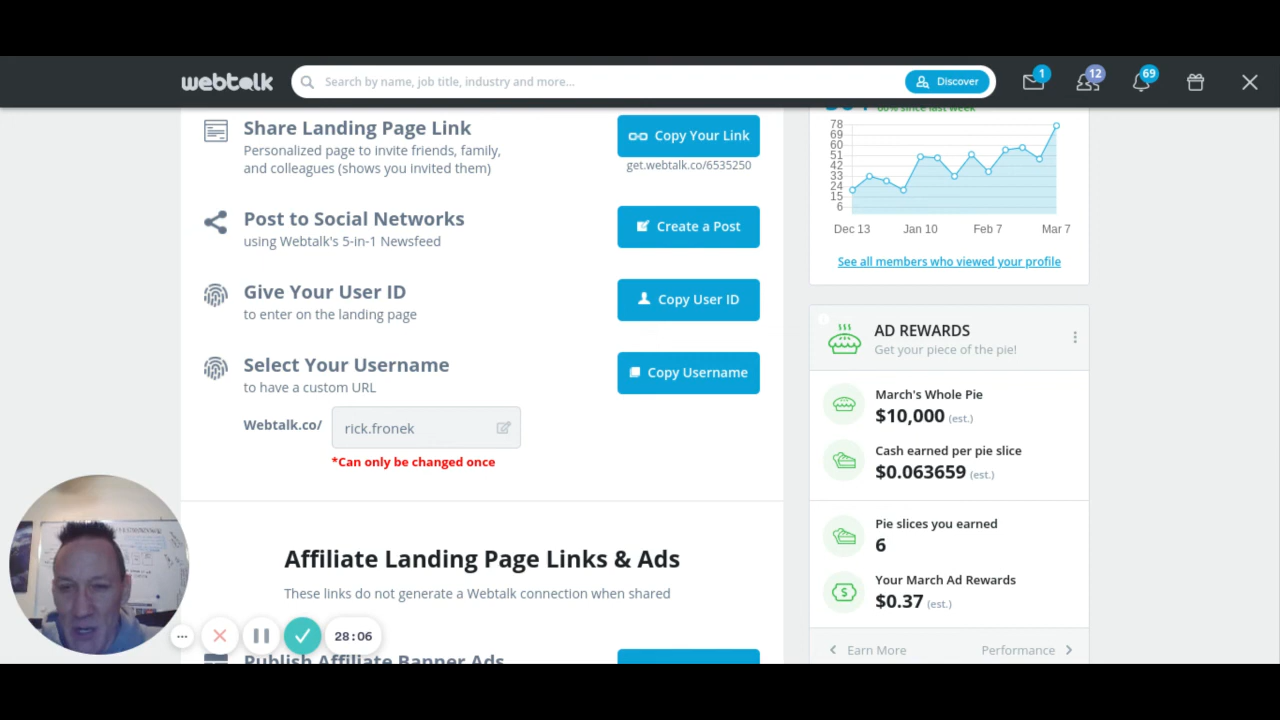 webtalk
Search by name, job title, industry and more...
Discover
1
12
69
Share Landing Page Link
Personalized page to invite friends, family,
and colleagues (shows you invited them)
Copy Your Link
get.webtalk.co/6535250
Post to Social Networks
using Webtalk's 5-in-1 Newsfeed
Create a Post
Give Your User ID
to enter on the landing page
Copy User ID
Select Your Username
to have a custom URL
Copy Username
Webtalk.co/
rick.fronek
*Can only be changed once
Affiliate Landing Page Links & Ads
These links do not generate a Webtalk connection when shared
Publish Affiliate Banner Ads
28:06
since last week
78
69
60
51
42
33
24
15
6
Dec 13 Jan 10 Feb 7 Mar 7
See all members who viewed your profile
AD REWARDS
Get your piece of the pie!
March's Whole Pie
$10,000 (est.)
Cash earned per pie slice
$0.063659 (est.)
Pie slices you earned
6
Your March Ad Rewards
$0.37 (est.)
Earn More
Performance